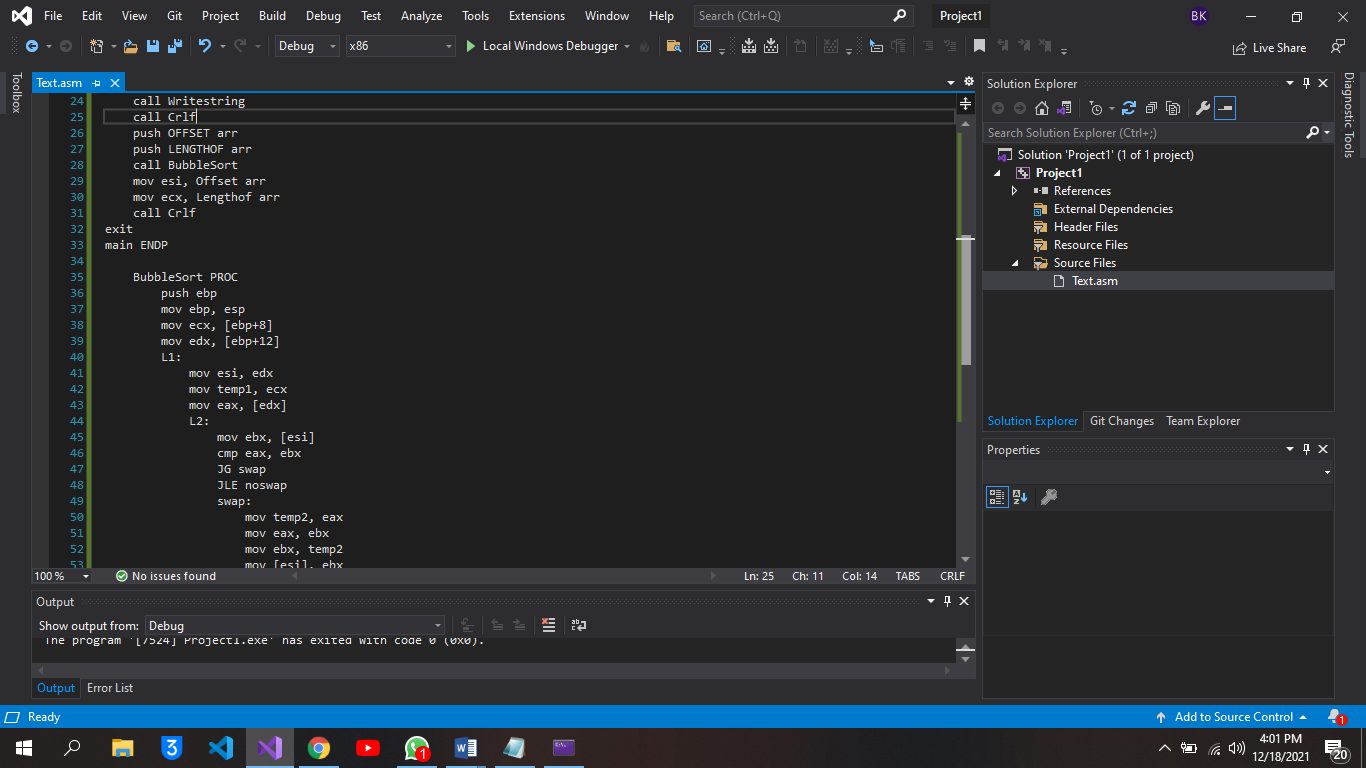 File Edit View Git Project Build Debug Test Analyze Tools Extensions Window Help Search (Ctrl+Q) Project1 BK
Debug x86 Local Windows Debugger Live Share
Toolbox
Text.asm
24 call Writestring
25 call Crlf
26 push OFFSET arr
27 push LENGTHOF arr
28 call BubbleSort
29 mov esi, Offset arr
30 mov ecx, Lengthof arr
31 call Crlf
32 exit
33 main ENDP
34
35 BubbleSort PROC
36 push ebp
37 mov ebp, esp
38 mov ecx, [ebp+8]
39 mov edx, [ebp+12]
40 L1:
41 mov esi, edx
42 mov temp1, ecx
43 mov eax, [edx]
44 L2:
45 mov ebx, [esi]
46 cmp eax, ebx
47 JG swap
48 JLE noswap
49 swap:
50 mov temp2, eax
51 mov eax, ebx
52 mov ebx, temp2
53 mov [esi], ebx
100 % No issues found Ln: 25 Ch: 11 Col: 14 TABS CRLF
Output
Show output from: Debug
The program '[7524] Project1.exe' has exited with code 0 (0x0).
Output Error List
Solution Explorer
Search Solution Explorer (Ctrl+;)
Solution 'Project1' (1 of 1 project)
Project1
References
External Dependencies
Header Files
Resource Files
Source Files
Text.asm
Solution Explorer Git Changes Team Explorer
Properties
Diagnostic Tools
Ready Add to Source Control 1
3 1 4:01 PM
12/18/2021 20